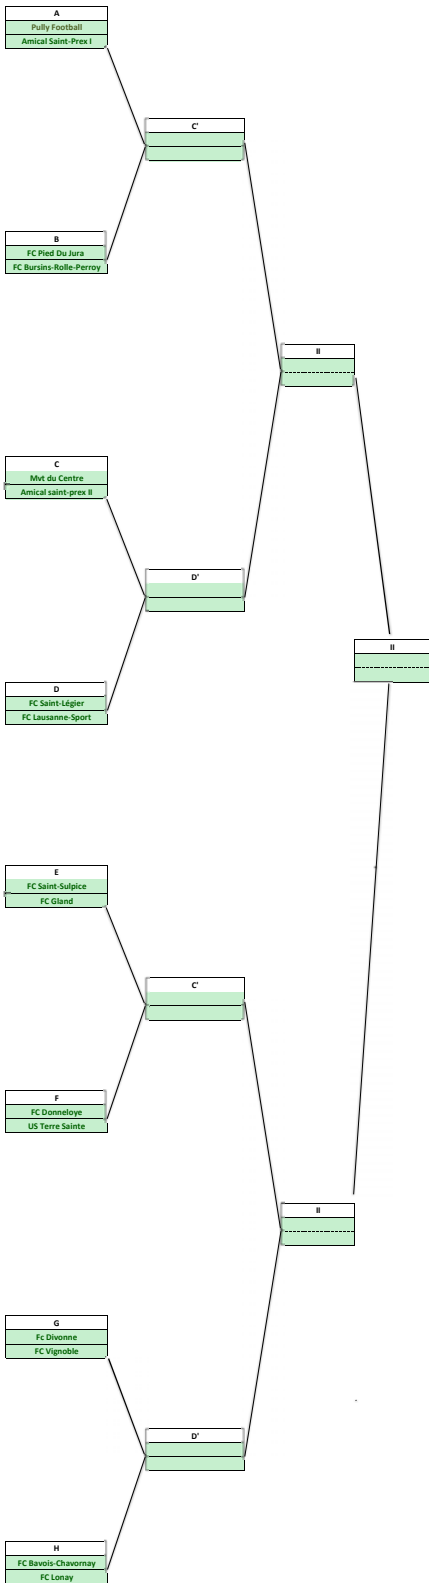 A
Pully Football
Amical Saint-Prex I
C'
B
FC Pied Du Jura
FC Bursins-Rolle-Perroy
II
C
Mvt du Centre
Amical saint-prex II
D'
II
D
FC Saint-Légier
FC Lausanne-Sport
E
FC Saint-Sulpice
FC Gland
C'
F
FC Donneloye
US Terre Sainte
II
G
Fc Divonne
FC Vignoble
D'
H
FC Bavois-Chavornay
FC Lonay